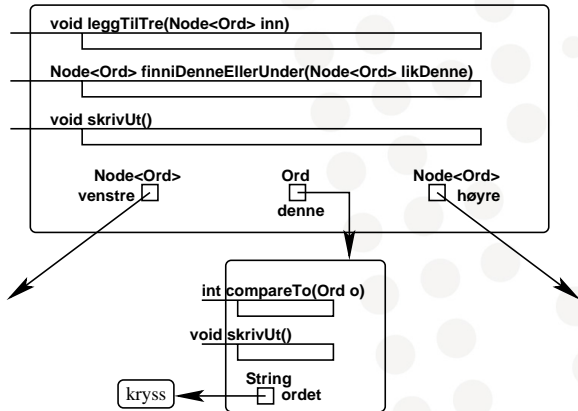 void leggTilTre(Node<Ord> inn)
Node<Ord> finniDenneEllerUnder(Node<Ord> likDenne)
void skrivUt()
Node<Ord> Ord Node<Ord>
venstre denne høyre
int compareTo(Ord o)
void skrivUt()
String
kryss ordet